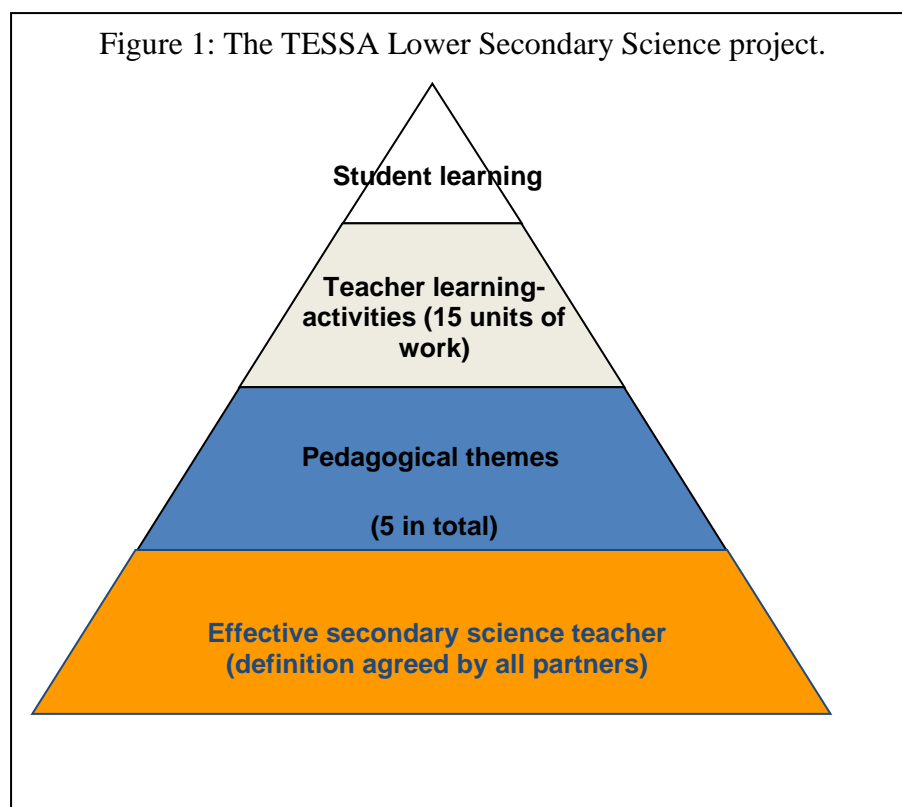 Figure 1: The TESSA Lower Secondary Science project.
Student learning
Teacher learning-
activities (15 units of
work)
Pedagogical themes
(5 in total)
Effective secondary science teacher
(definition agreed by all partners)